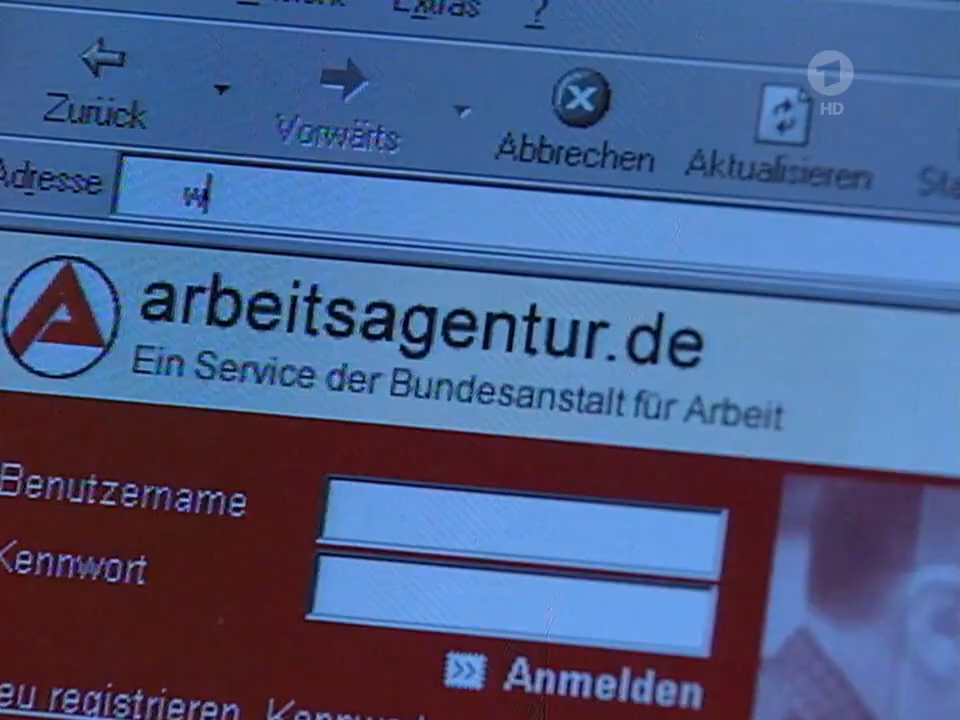 Extras ?
Zurück Vorwärts Abbrechen Aktualisieren
1
HD
Adresse w
arbeitsagentur.de
Ein Service der Bundesanstalt für Arbeit
Benutzername
Kennwort
>> Anmelden
eu registrieren